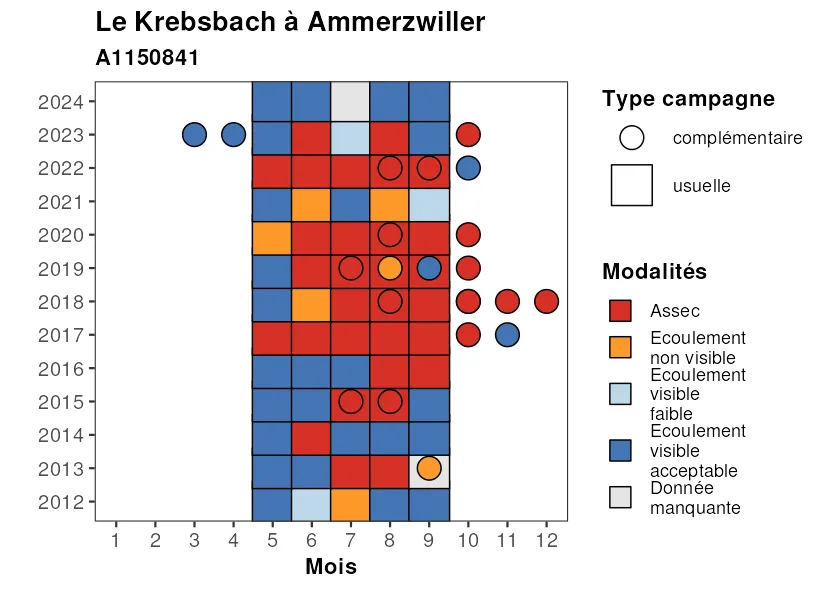 Le Krebsbach à Ammerzwiller
A1150841
2024
2023
2022
2021
2020
2019
2018
2017
2016
2015
2014
2013
2012
1 2 3 4 5 6 7 8 9 10 11 12
Mois
Type campagne
complémentaire
usuelle
Modalités
Assec
Ecoulement
non visible
Ecoulement
visible
faible
Ecoulement
visible
acceptable
Donnée
manquante